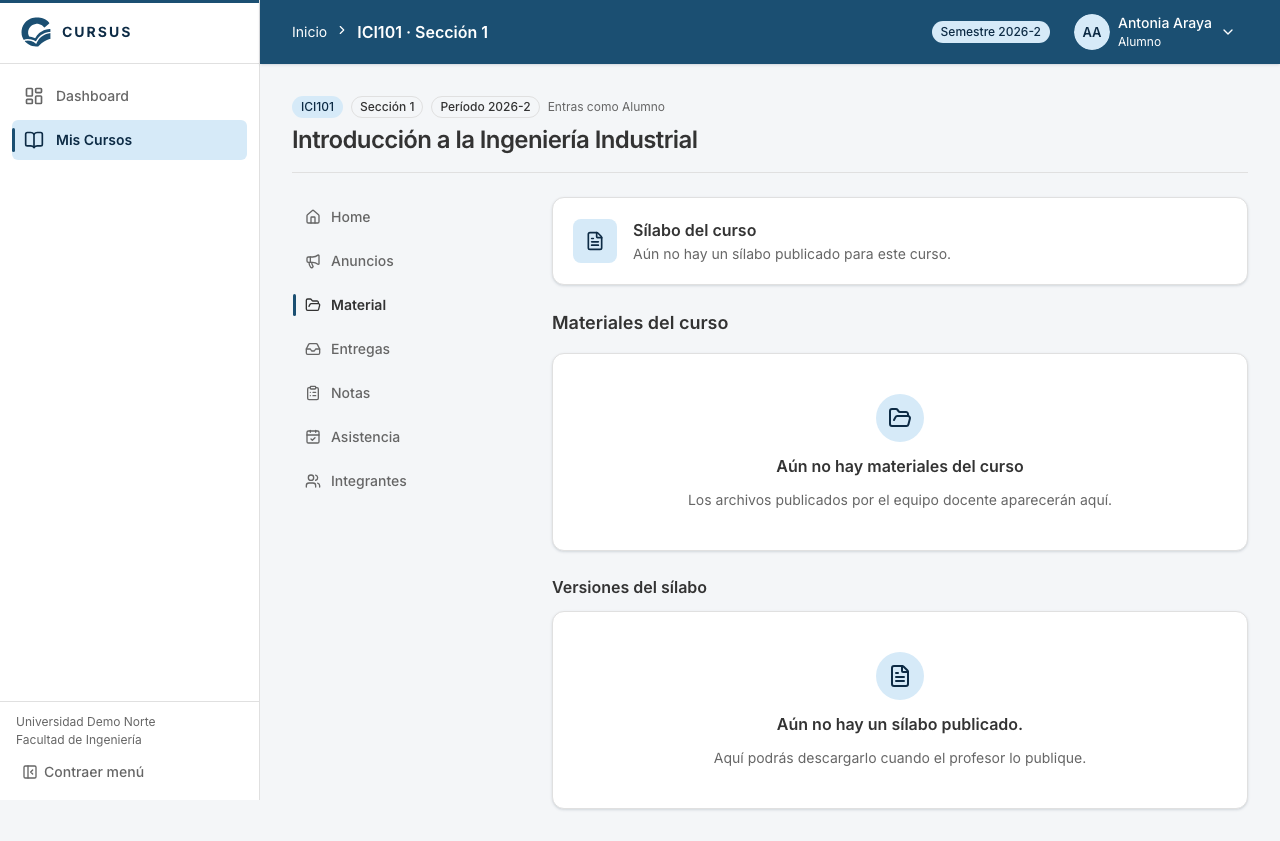 CURSUS
Inicio
ICI101 · Sección 1
Semestre 2026-2
AA
Antonia Araya
Alumno
Dashboard
Mis Cursos
ICI101
Sección 1
Período 2026-2
Entras como Alumno
Introducción a la Ingeniería Industrial
Home
Anuncios
Material
Entregas
Notas
Asistencia
Integrantes
Sílabo del curso
Aún no hay un sílabo publicado para este curso.
Materiales del curso
Aún no hay materiales del curso
Los archivos publicados por el equipo docente aparecerán aquí.
Versiones del sílabo
Aún no hay un sílabo publicado.
Aquí podrás descargarlo cuando el profesor lo publique.
Universidad Demo Norte
Facultad de Ingeniería
Contraer menú